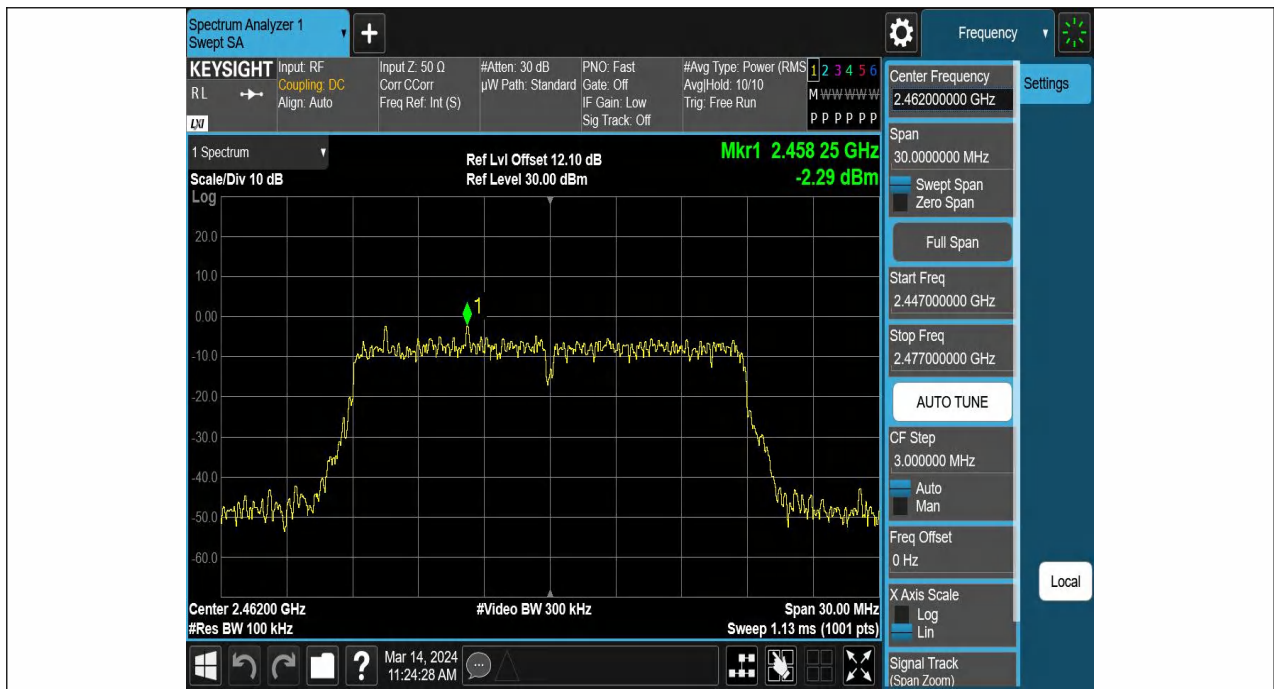 Spectrum Analyzer 1
Swept SA
+
Frequency
KEYSIGHT
RL
LXI
Input: RF
Coupling: DC
Align: Auto
Input Z: 50 Ω
Corr CCorr
Freq Ref: Int (S)
#Atten: 30 dB
µW Path: Standard
PNO: Fast
Gate: Off
IF Gain: Low
Sig Track: Off
#Avg Type: Power (RMS
Avg|Hold: 10/10
Trig: Free Run
1 2 3 4 5 6
M W W W W W
P P P P P P
1 Spectrum
Scale/Div 10 dB
Log
Ref Lvl Offset 12.10 dB
Ref Level 30.00 dBm
Mkr1 2.458 25 GHz
-2.29 dBm
20.0
10.0
0.00
-10.0
-20.0
-30.0
-40.0
-50.0
-60.0
1
Center 2.46200 GHz
#Res BW 100 kHz
#Video BW 300 kHz
Span 30.00 MHz
Sweep 1.13 ms (1001 pts)
Center Frequency
2.462000000 GHz
Settings
Span
30.0000000 MHz
Swept Span
Zero Span
Full Span
Start Freq
2.447000000 GHz
Stop Freq
2.477000000 GHz
AUTO TUNE
CF Step
3.000000 MHz
Auto
Man
Freq Offset
0 Hz
X Axis Scale
Log
Lin
Local
Signal Track
(Span Zoom)
?
Mar 14, 2024
11:24:28 AM